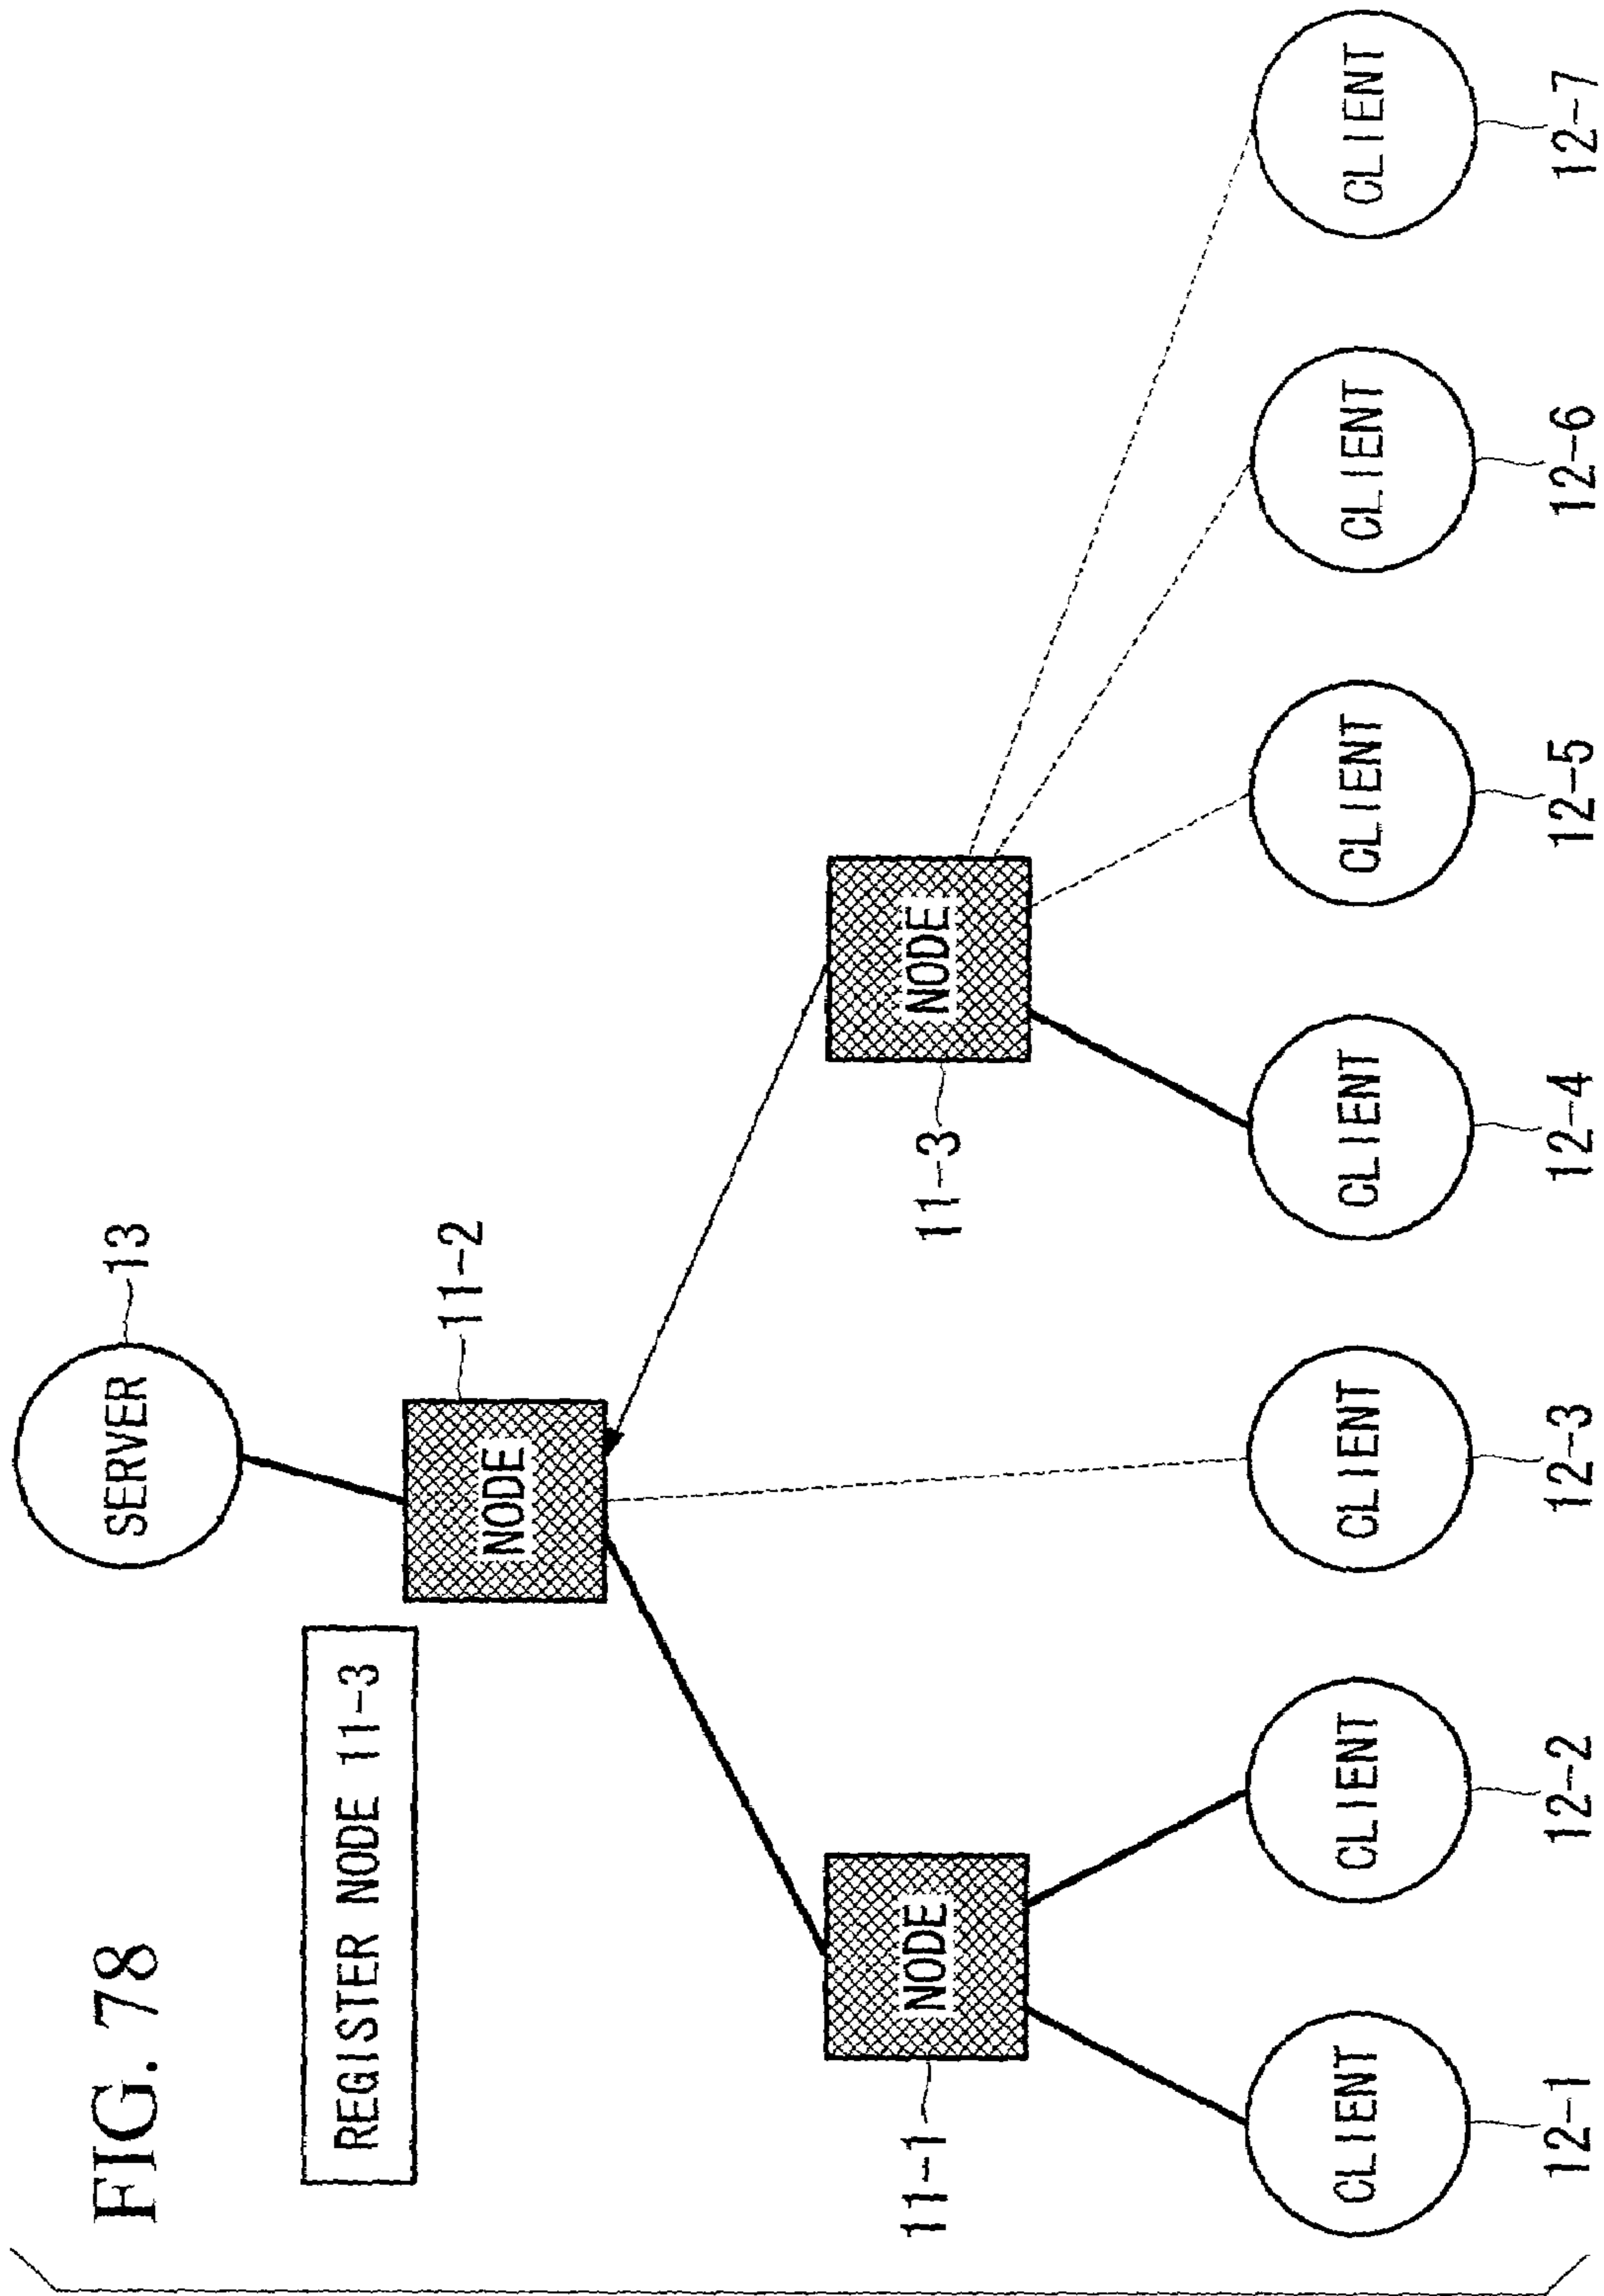 FIG. 78
SERVER
13
REGISTER NODE 11-3
NODE
11-2
NODE
11-1
NODE
11-3
CLIENT
CLIENT
CLIENT
CLIENT
CLIENT
CLIENT
CLIENT
12-1
12-2
12-3
12-4
12-5
12-6
12-7